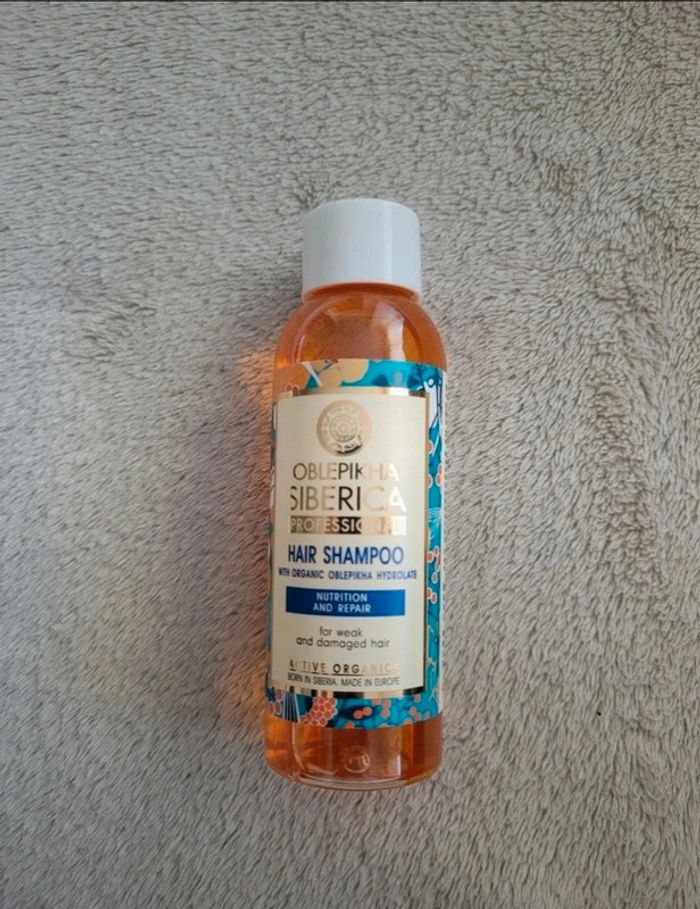 OBLEPIKHA
SIBERICA
PROFESSIONAL
HAIR SHAMPOO
WITH ORGANIC OBLEPIKHA HYDROLATE
NUTRITION
AND REPAIR
for weak
and damaged hair
ACTIVE ORGANICS
BORN IN SIBERIA. MADE IN EUROPE